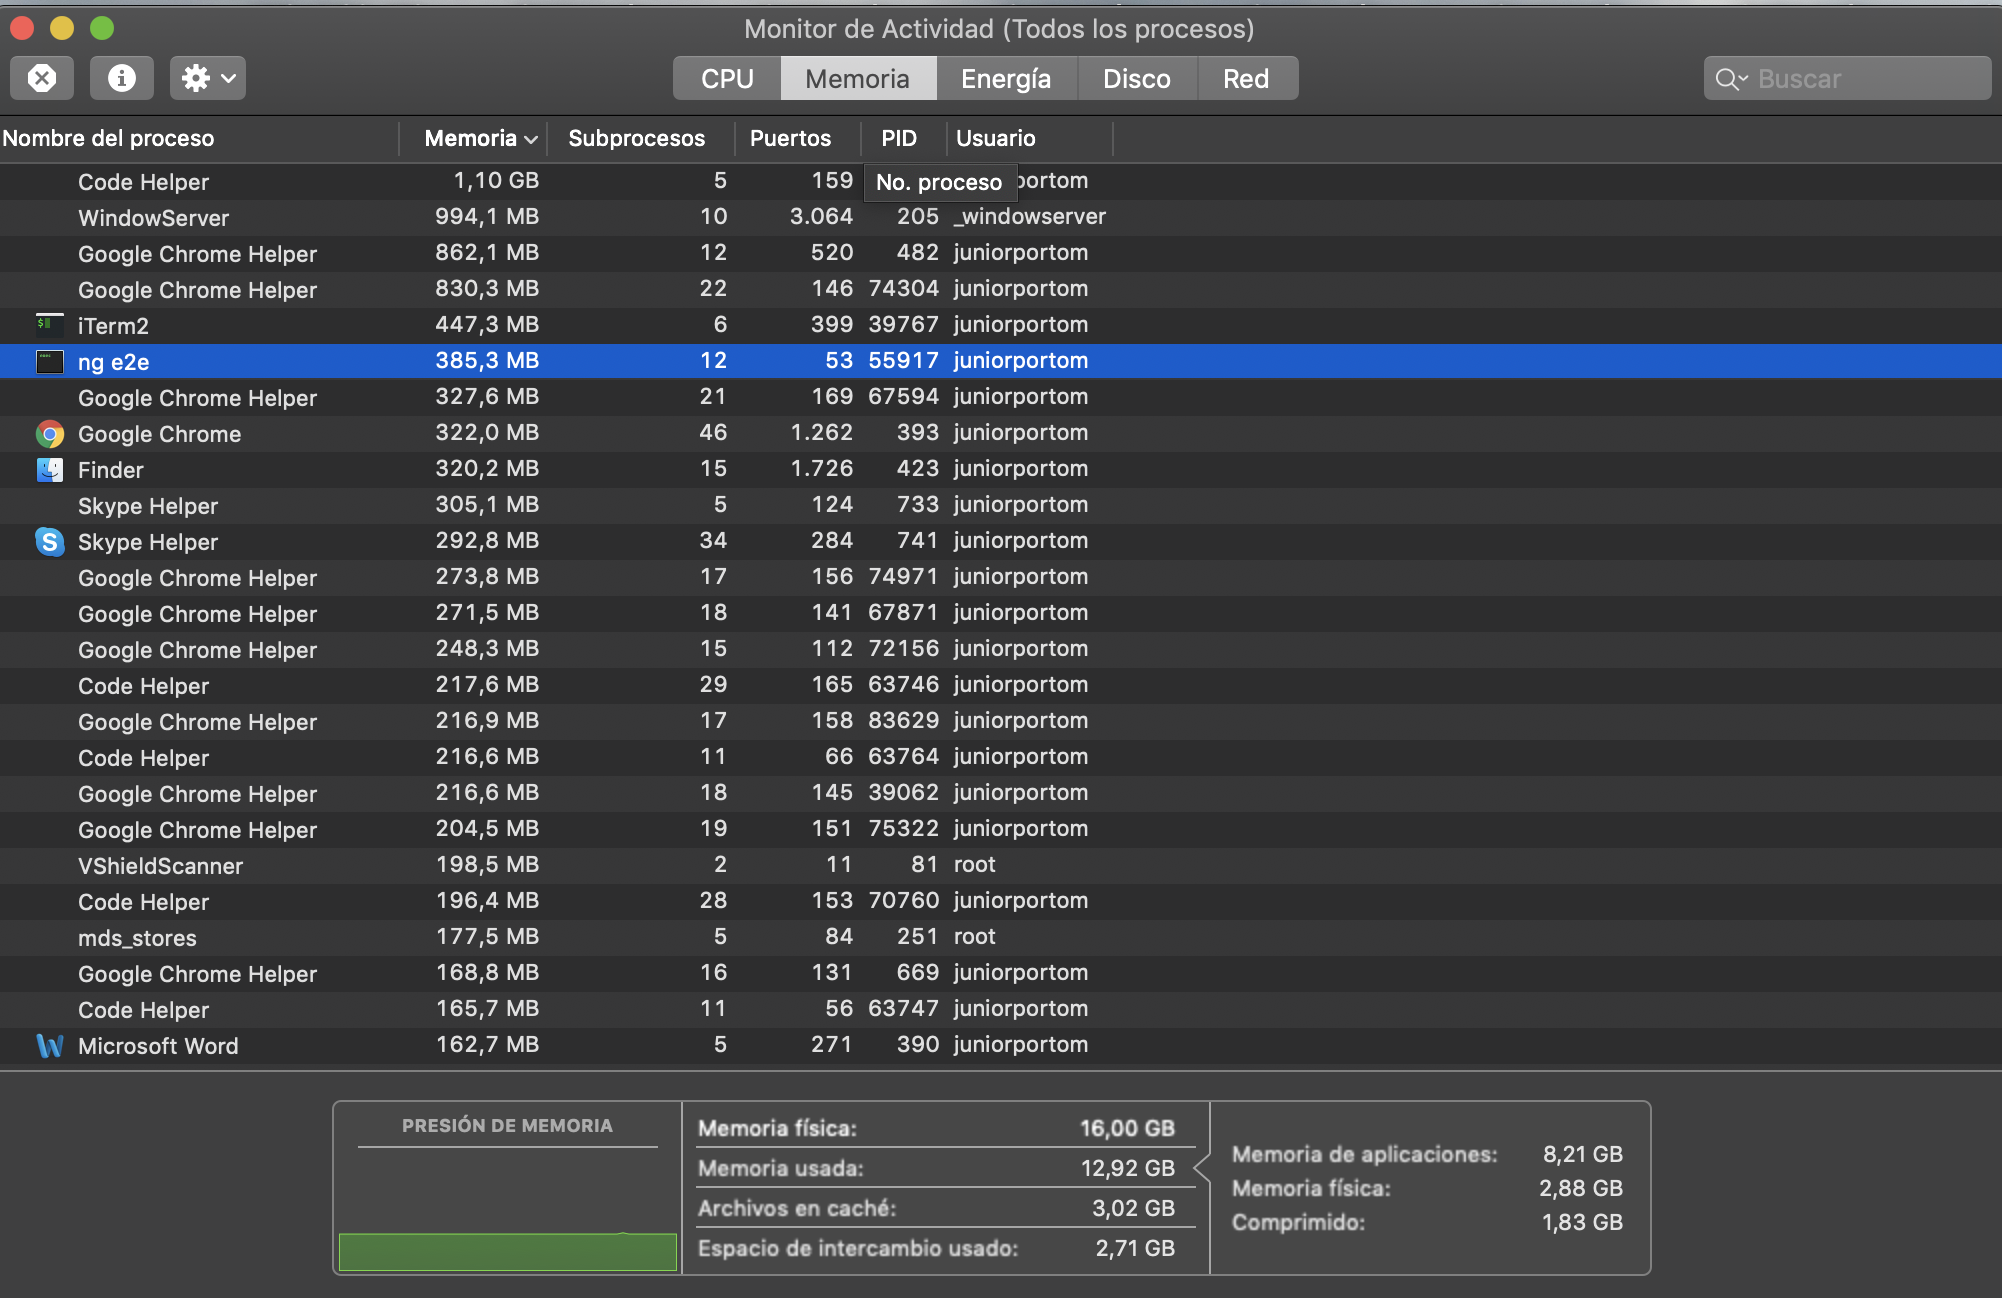 Monitor de Actividad (Todos los procesos)
CPU Memoria Energía Disco Red Buscar
Nombre del proceso Memoria Subprocesos Puertos PID Usuario
Code Helper 1,10 GB 5 159 No. proceso portom
WindowServer 994,1 MB 10 3.064 205 _windowserver
Google Chrome Helper 862,1 MB 12 520 482 juniorportom
Google Chrome Helper 830,3 MB 22 146 74304 juniorportom
iTerm2 447,3 MB 6 399 39767 juniorportom
ng e2e 385,3 MB 12 53 55917 juniorportom
Google Chrome Helper 327,6 MB 21 169 67594 juniorportom
Google Chrome 322,0 MB 46 1.262 393 juniorportom
Finder 320,2 MB 15 1.726 423 juniorportom
Skype Helper 305,1 MB 5 124 733 juniorportom
Skype Helper 292,8 MB 34 284 741 juniorportom
Google Chrome Helper 273,8 MB 17 156 74971 juniorportom
Google Chrome Helper 271,5 MB 18 141 67871 juniorportom
Google Chrome Helper 248,3 MB 15 112 72156 juniorportom
Code Helper 217,6 MB 29 165 63746 juniorportom
Google Chrome Helper 216,9 MB 17 158 83629 juniorportom
Code Helper 216,6 MB 11 66 63764 juniorportom
Google Chrome Helper 216,6 MB 18 145 39062 juniorportom
Google Chrome Helper 204,5 MB 19 151 75322 juniorportom
VShieldScanner 198,5 MB 2 11 81 root
Code Helper 196,4 MB 28 153 70760 juniorportom
mds_stores 177,5 MB 5 84 251 root
Google Chrome Helper 168,8 MB 16 131 669 juniorportom
Code Helper 165,7 MB 11 56 63747 juniorportom
Microsoft Word 162,7 MB 5 271 390 juniorportom
PRESIÓN DE MEMORIA
Memoria física: 16,00 GB
Memoria usada: 12,92 GB
Archivos en caché: 3,02 GB
Espacio de intercambio usado: 2,71 GB
Memoria de aplicaciones: 8,21 GB
Memoria física: 2,88 GB
Comprimido: 1,83 GB